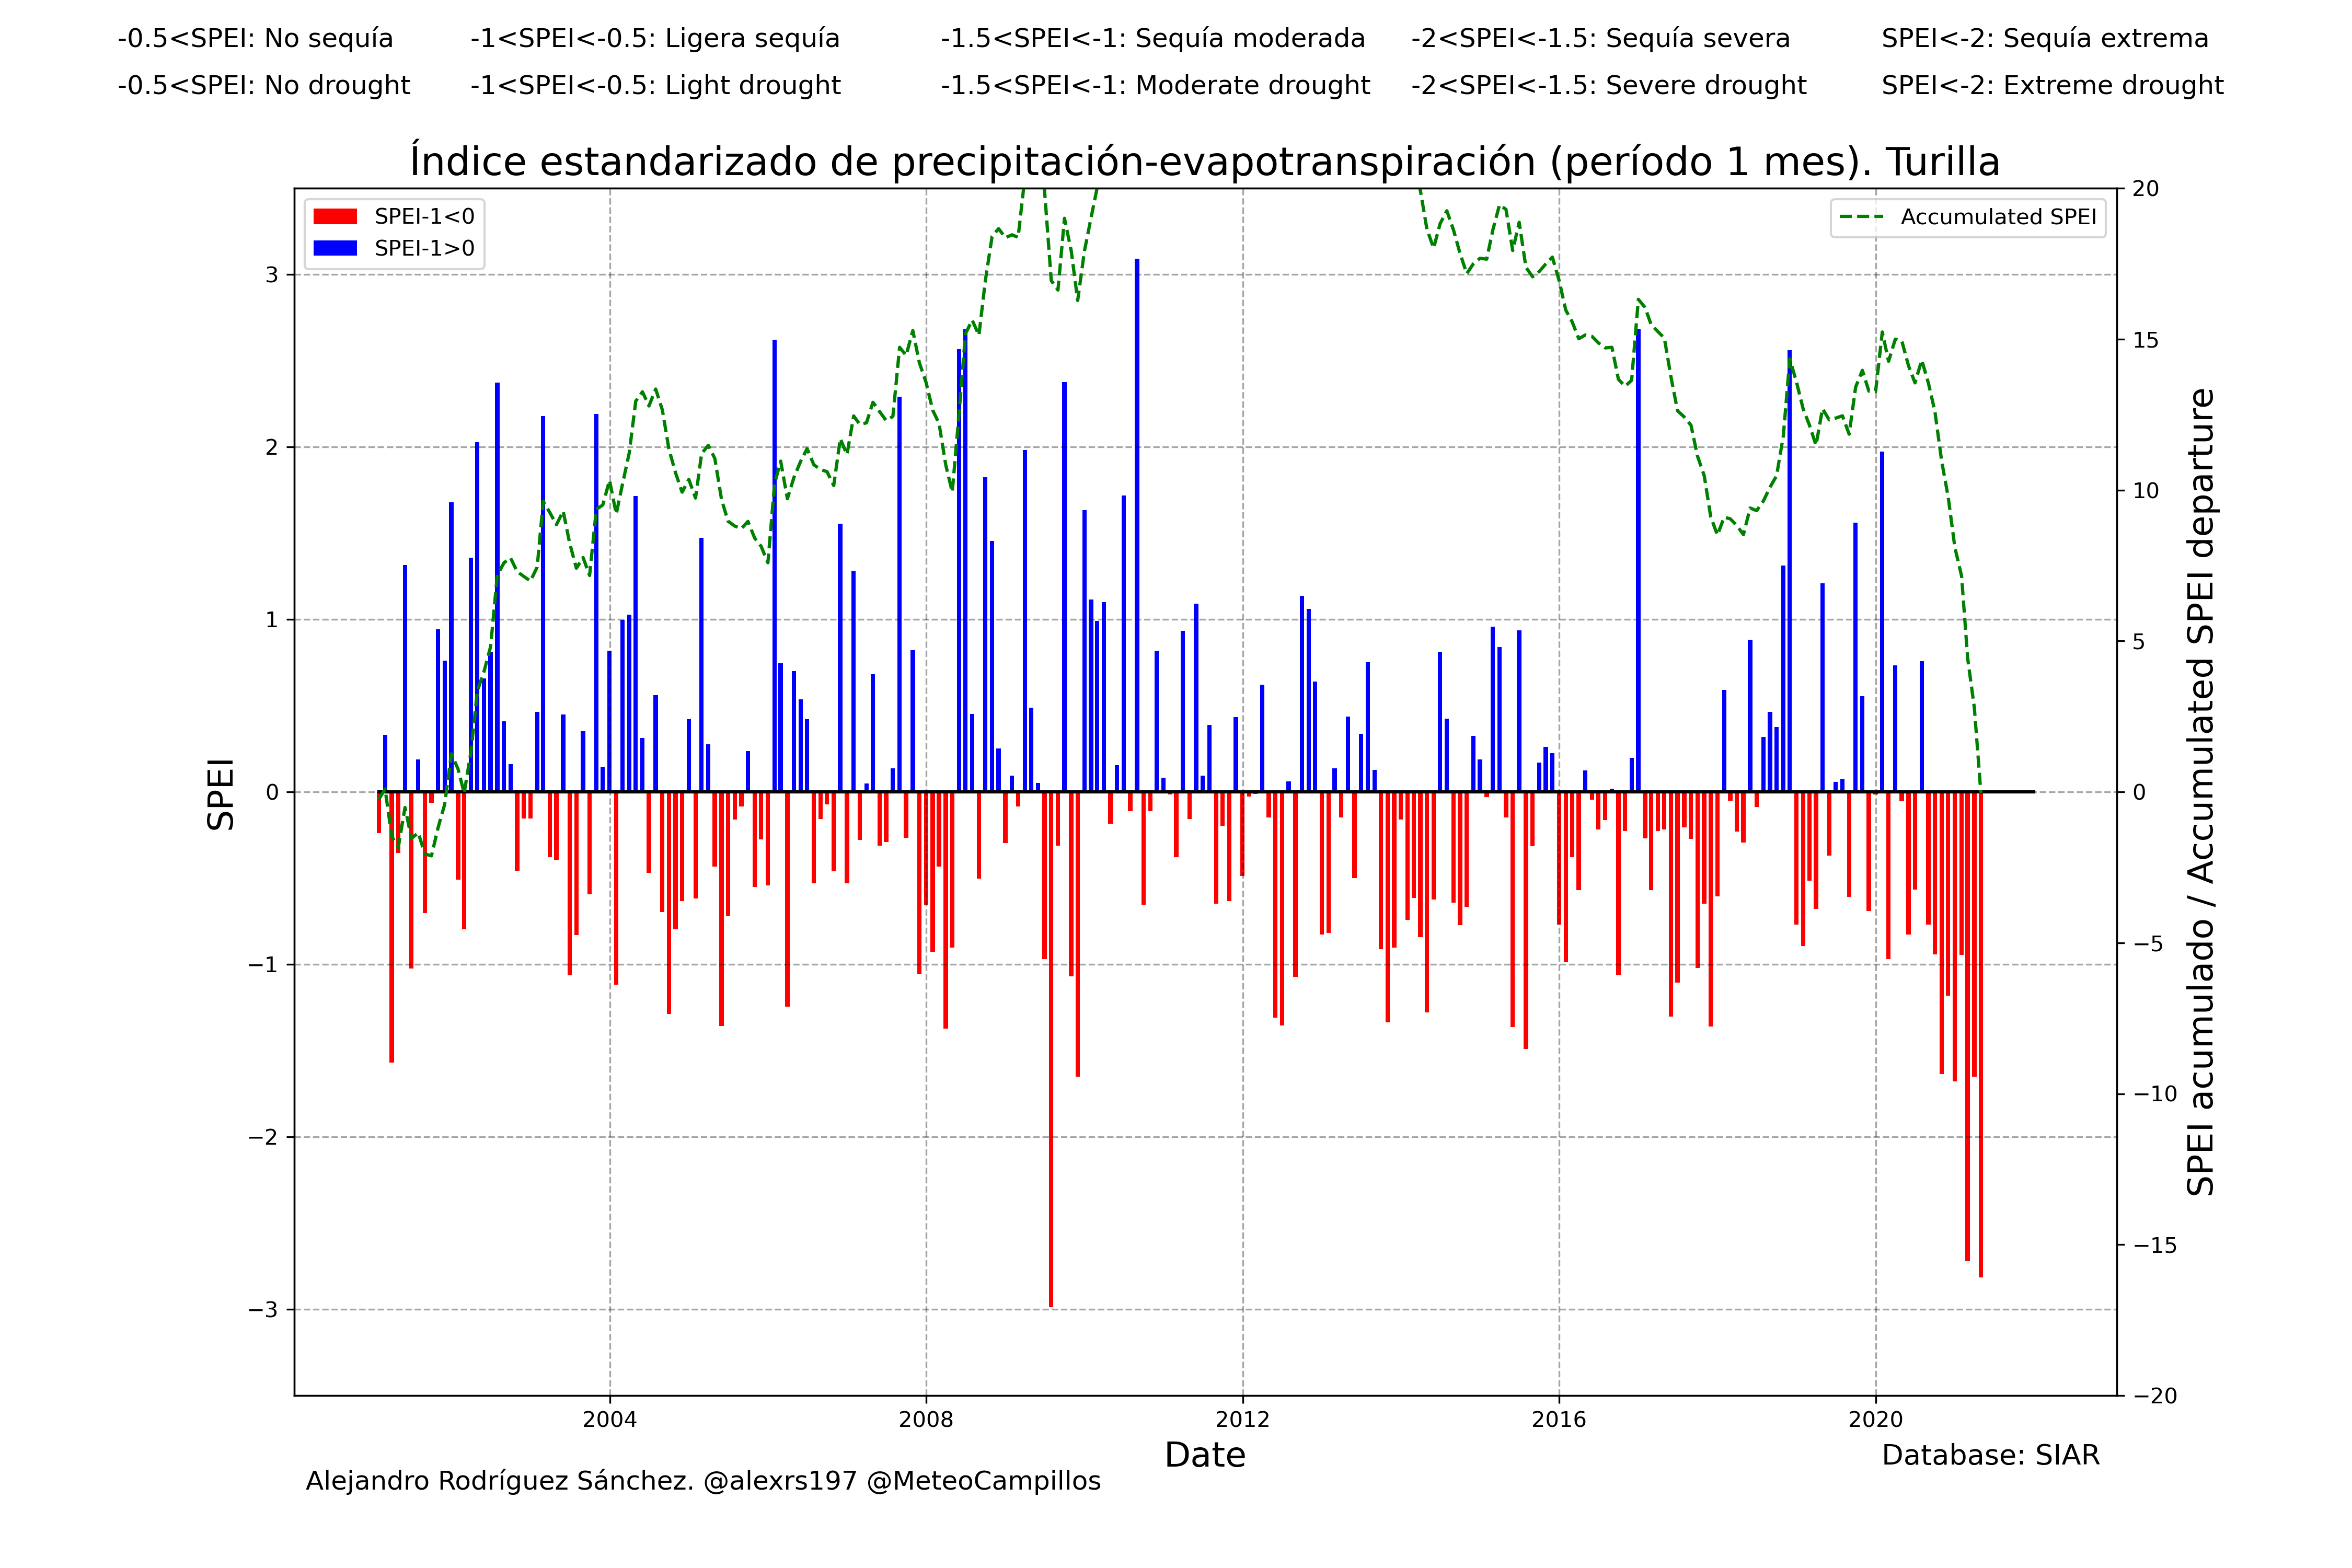 -0.5<SPEI: No sequía -1<SPEI<-0.5: Ligera sequía -1.5<SPEI<-1: Sequía moderada -2<SPEI<-1.5: Sequía severa SPEI<-2: Sequía extrema
-0.5<SPEI: No drought -1<SPEI<-0.5: Light drought -1.5<SPEI<-1: Moderate drought -2<SPEI<-1.5: Severe drought SPEI<-2: Extreme drought
Índice estandarizado de precipitación-evapotranspiración (período 1 mes). Turilla
SPEI-1<0
SPEI-1>0
Accumulated SPEI
SPEI
3
2
1
0
−1
−2
−3
20
15
10
5
0
−5
−10
−15
−20
SPEI acumulado / Accumulated SPEI departure
2004 2008 2012 2016 2020
Date
Database: SIAR
Alejandro Rodríguez Sánchez. @alexrs197 @MeteoCampillos